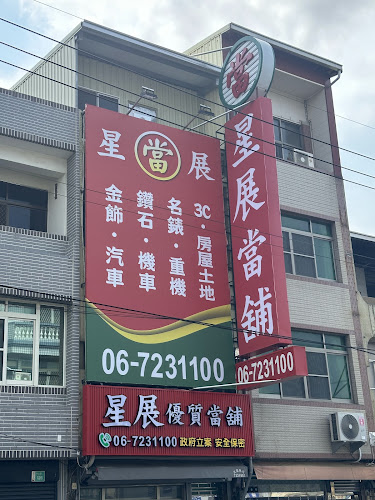 當
星展當舖
06-7231100
星 當 展
3C·房屋土地
名錶·重機
鑽石·機車
金飾·汽車
06-7231100
星展優質當舖
06-7231100 政府立案 安全保密